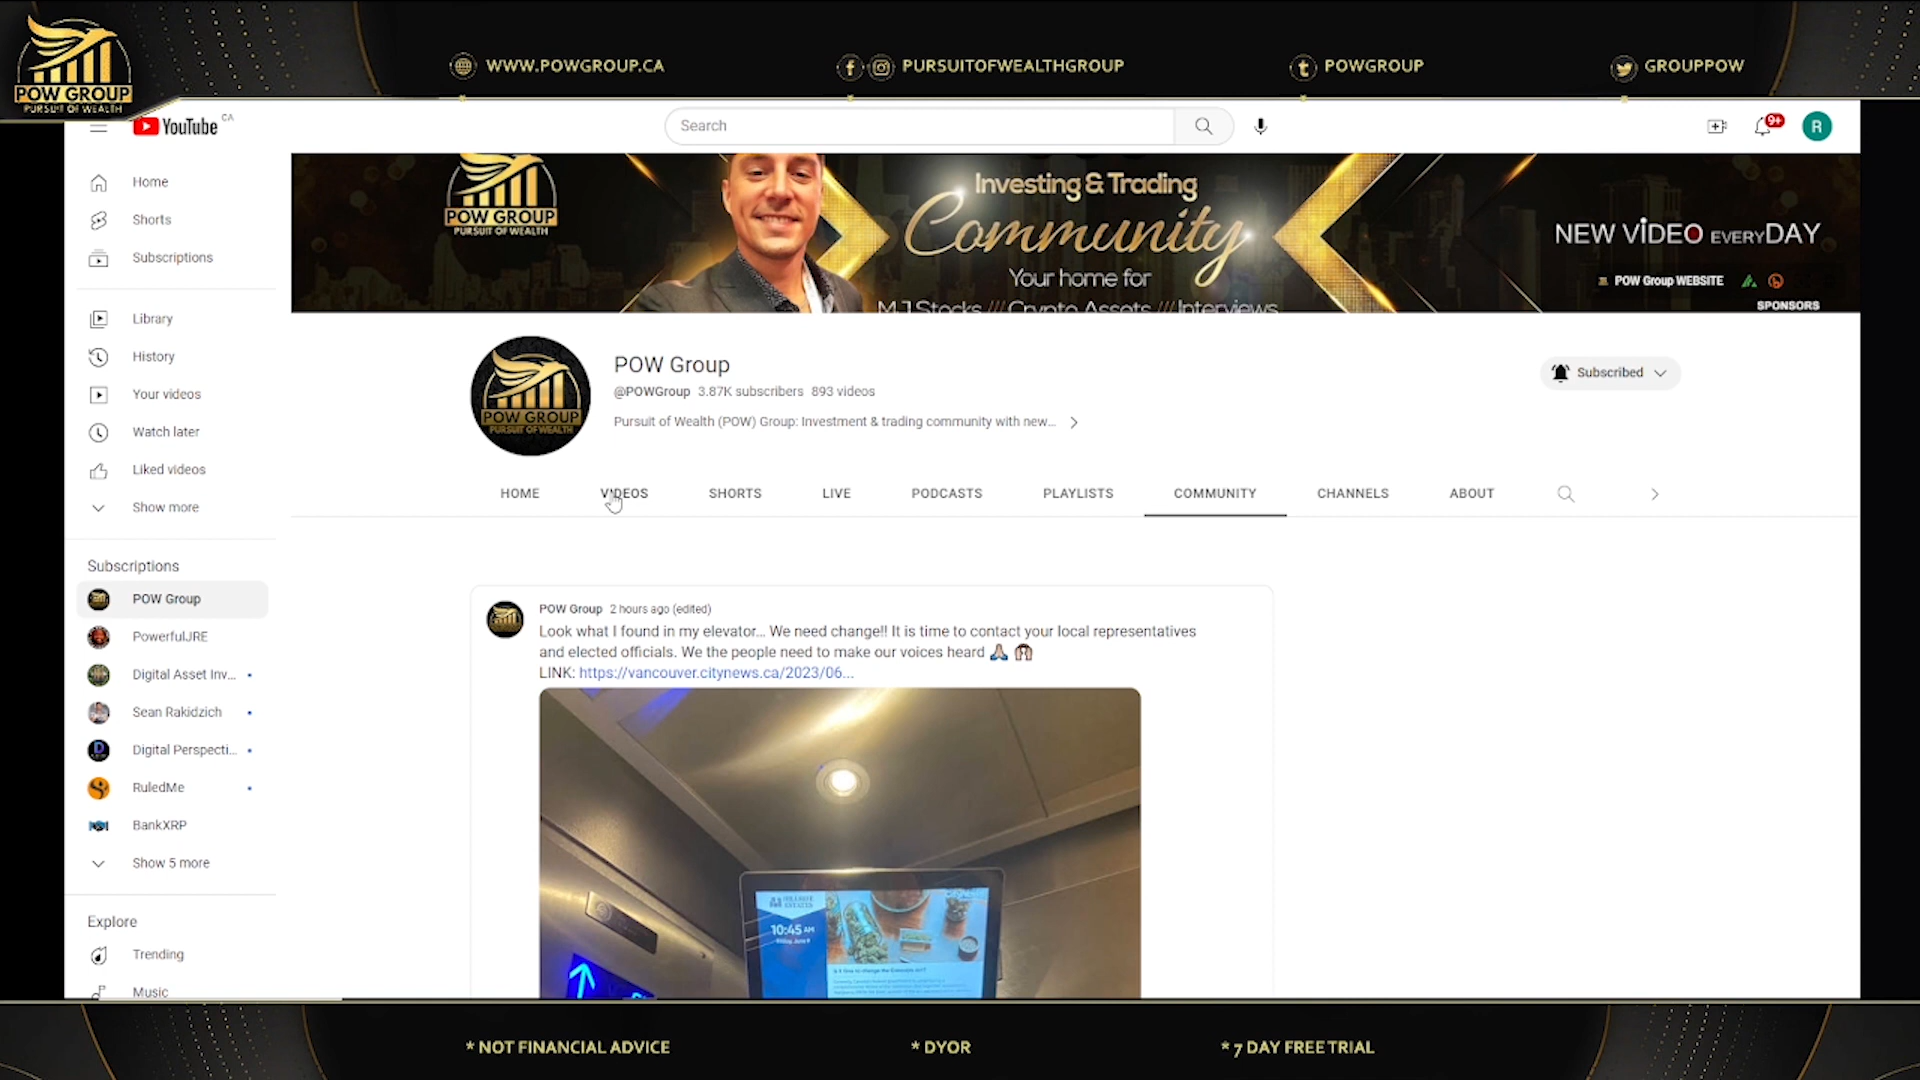 POW GROUP
PURSUIT OF WEALTH
WWW.POWGROUP.CA
PURSUITOFWEALTHGROUP
POWGROUP
GROUPPOW
YouTube CA
Search
9+
R
Home
Shorts
Subscriptions
Library
History
Your videos
Watch later
Liked videos
Show more
Subscriptions
POW Group
PowerfulJRE
Digital Asset Inv...
Sean Rakidzich
Digital Perspecti...
RuledMe
BankXRP
Show 5 more
Explore
Trending
Music
POW GROUP
PURSUIT OF WEALTH
Investing & Trading
Community
Your home for
MJ Stocks /// Crypto Assets /// Interviews
NEW VIDEO EVERYDAY
POW Group WEBSITE
SPONSORS
POW GROUP
PURSUIT OF WEALTH
POW Group
@POWGroup 3.87K subscribers 893 videos
Pursuit of Wealth (POW) Group: Investment & trading community with new...
Subscribed
HOME VIDEOS SHORTS LIVE PODCASTS PLAYLISTS COMMUNITY CHANNELS ABOUT
POW Group 2 hours ago (edited)
Look what I found in my elevator... We need change!! It is time to contact your local representatives
and elected officials. We the people need to make our voices heard 🙏🏼 🙌🏼
LINK: https://vancouver.citynews.ca/2023/06...
10:45 AM
* NOT FINANCIAL ADVICE
* DYOR
* 7 DAY FREE TRIAL